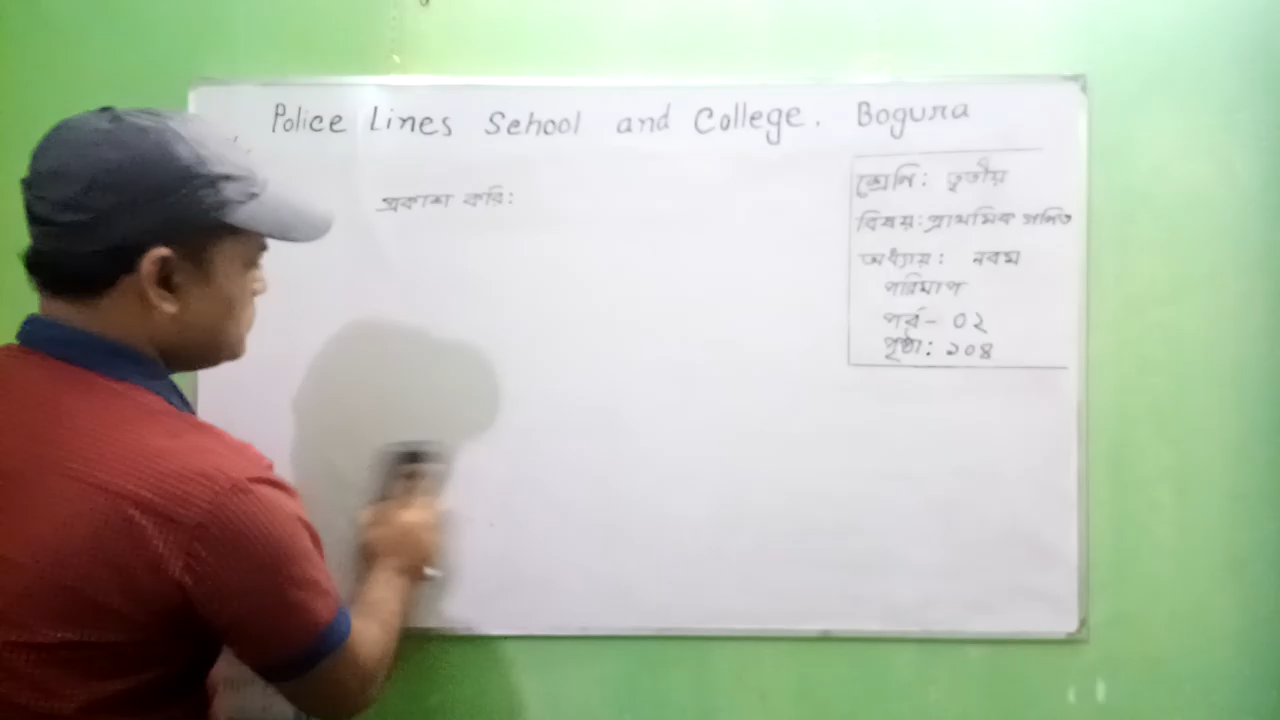 Police Lines School and College. Bogura
প্রকাশ করি:
শ্রেণি: তৃতীয়
বিষয়: প্রাথমিক গণিত
অধ্যায়: নবম
পরিমাপ
পর্ব- ০২
পৃষ্ঠা: ১০৪